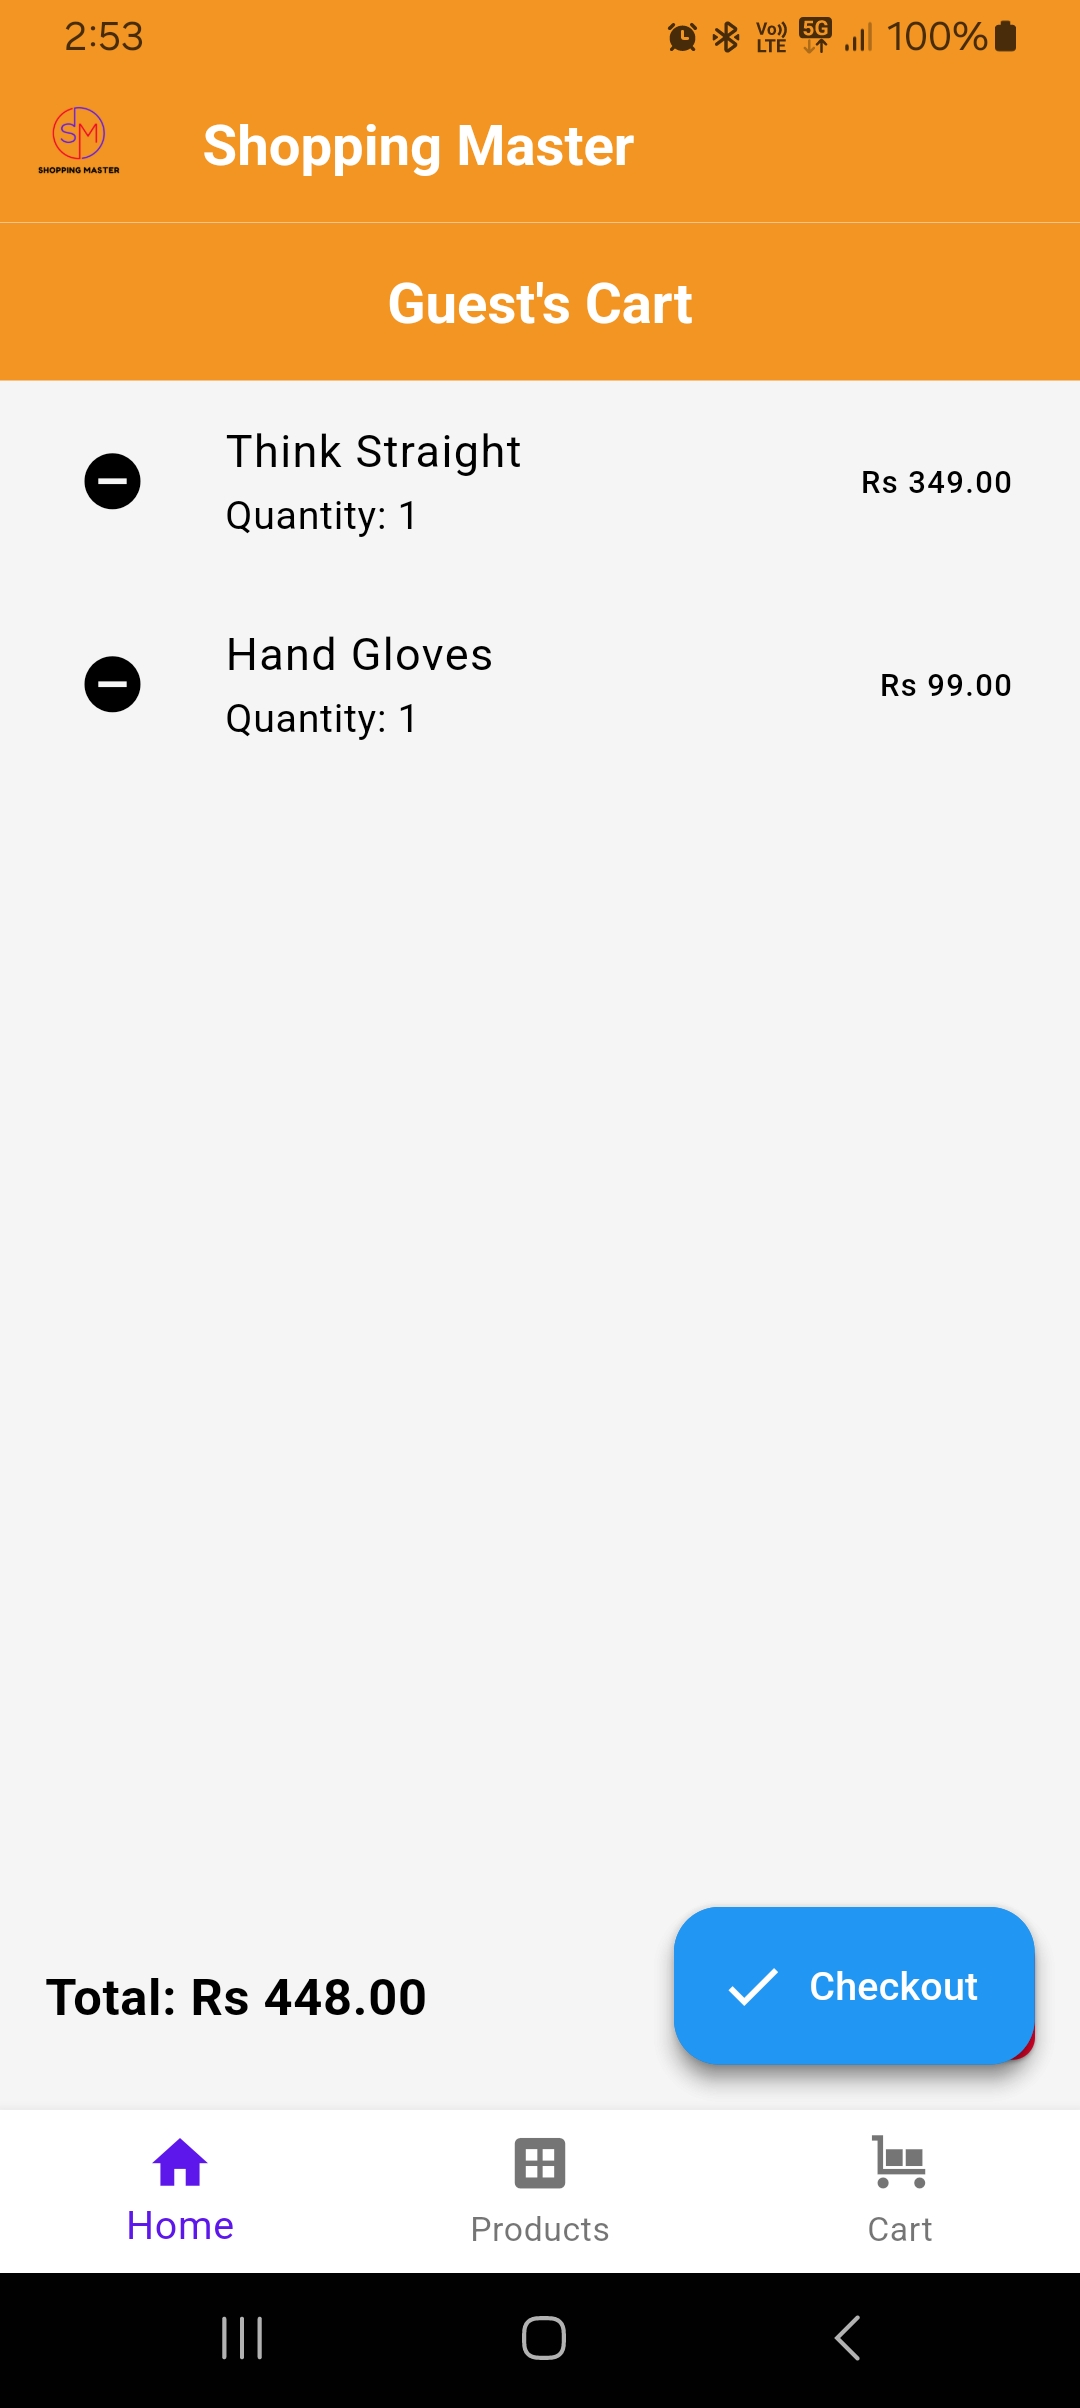 2:53
Vo)) LTE 5G 100%
SM
SHOPPING MASTER
Shopping Master
Guest's Cart
Think Straight
Quantity: 1
Rs 349.00
Hand Gloves
Quantity: 1
Rs 99.00
Total: Rs 448.00
Checkout
Home
Products
Cart